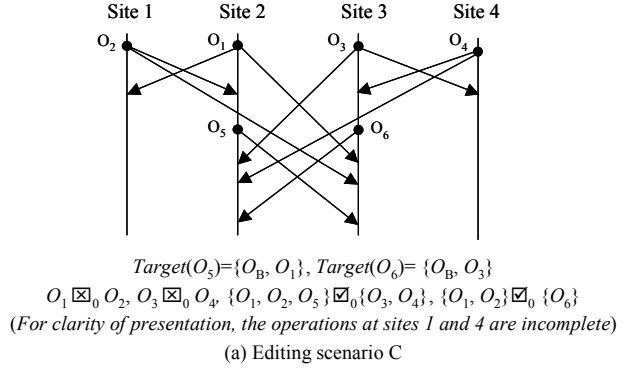 Site 1 Site 2 Site 3 Site 4
O₂ O₁ O₃ O₄
O₅ O₆
Target(O₅)={O_B, O₁}, Target(O₆)= {O_B, O₃}
O₁ ☒₀ O₂, O₃ ☒₀ O₄, {O₁, O₂, O₅}☑₀{O₃, O₄}, {O₁, O₂}☑₀ {O₆}
(For clarity of presentation, the operations at sites 1 and 4 are incomplete)
(a) Editing scenario C